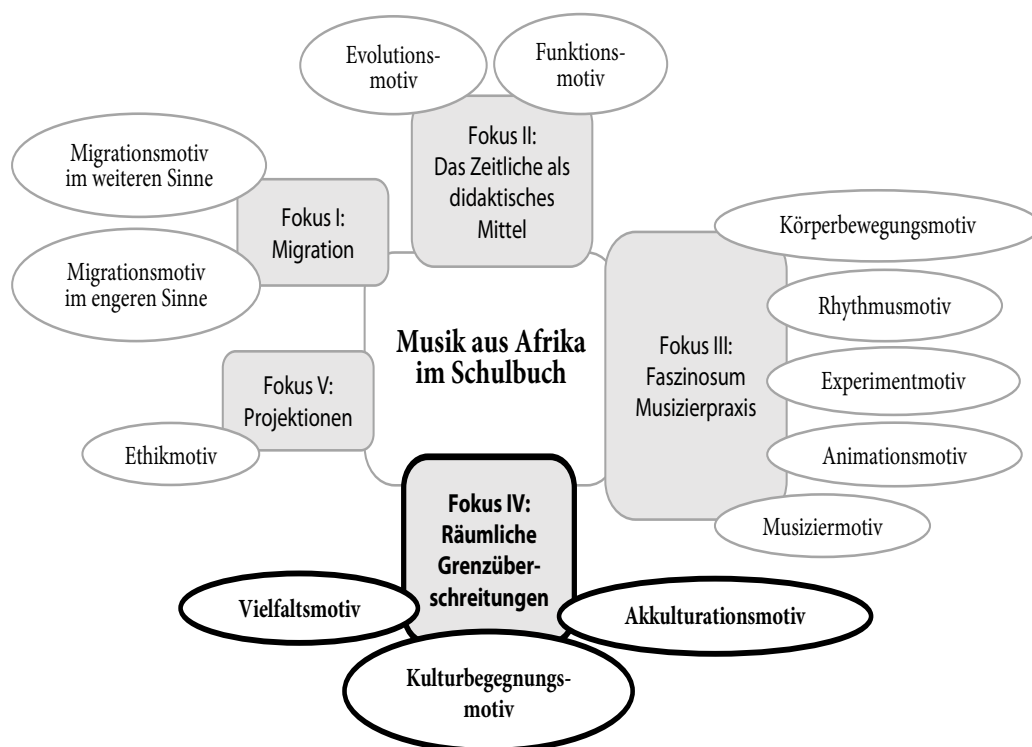 Evolutions-
motiv
Funktions-
motiv
Fokus II:
Das Zeitliche als
didaktisches
Mittel
Migrationsmotiv
im weiteren Sinne
Fokus I:
Migration
Migrationsmotiv
im engeren Sinne
Musik aus Afrika
im Schulbuch
Körperbewegungsmotiv
Rhythmusmotiv
Fokus III:
Faszinosum
Musizierpraxis
Experimentmotiv
Animationsmotiv
Musiziermotiv
Fokus V:
Projektionen
Ethikmotiv
Fokus IV:
Räumliche
Grenzüber-
schreitungen
Vielfaltsmotiv
Akkulturationsmotiv
Kulturbegegnungs-
motiv